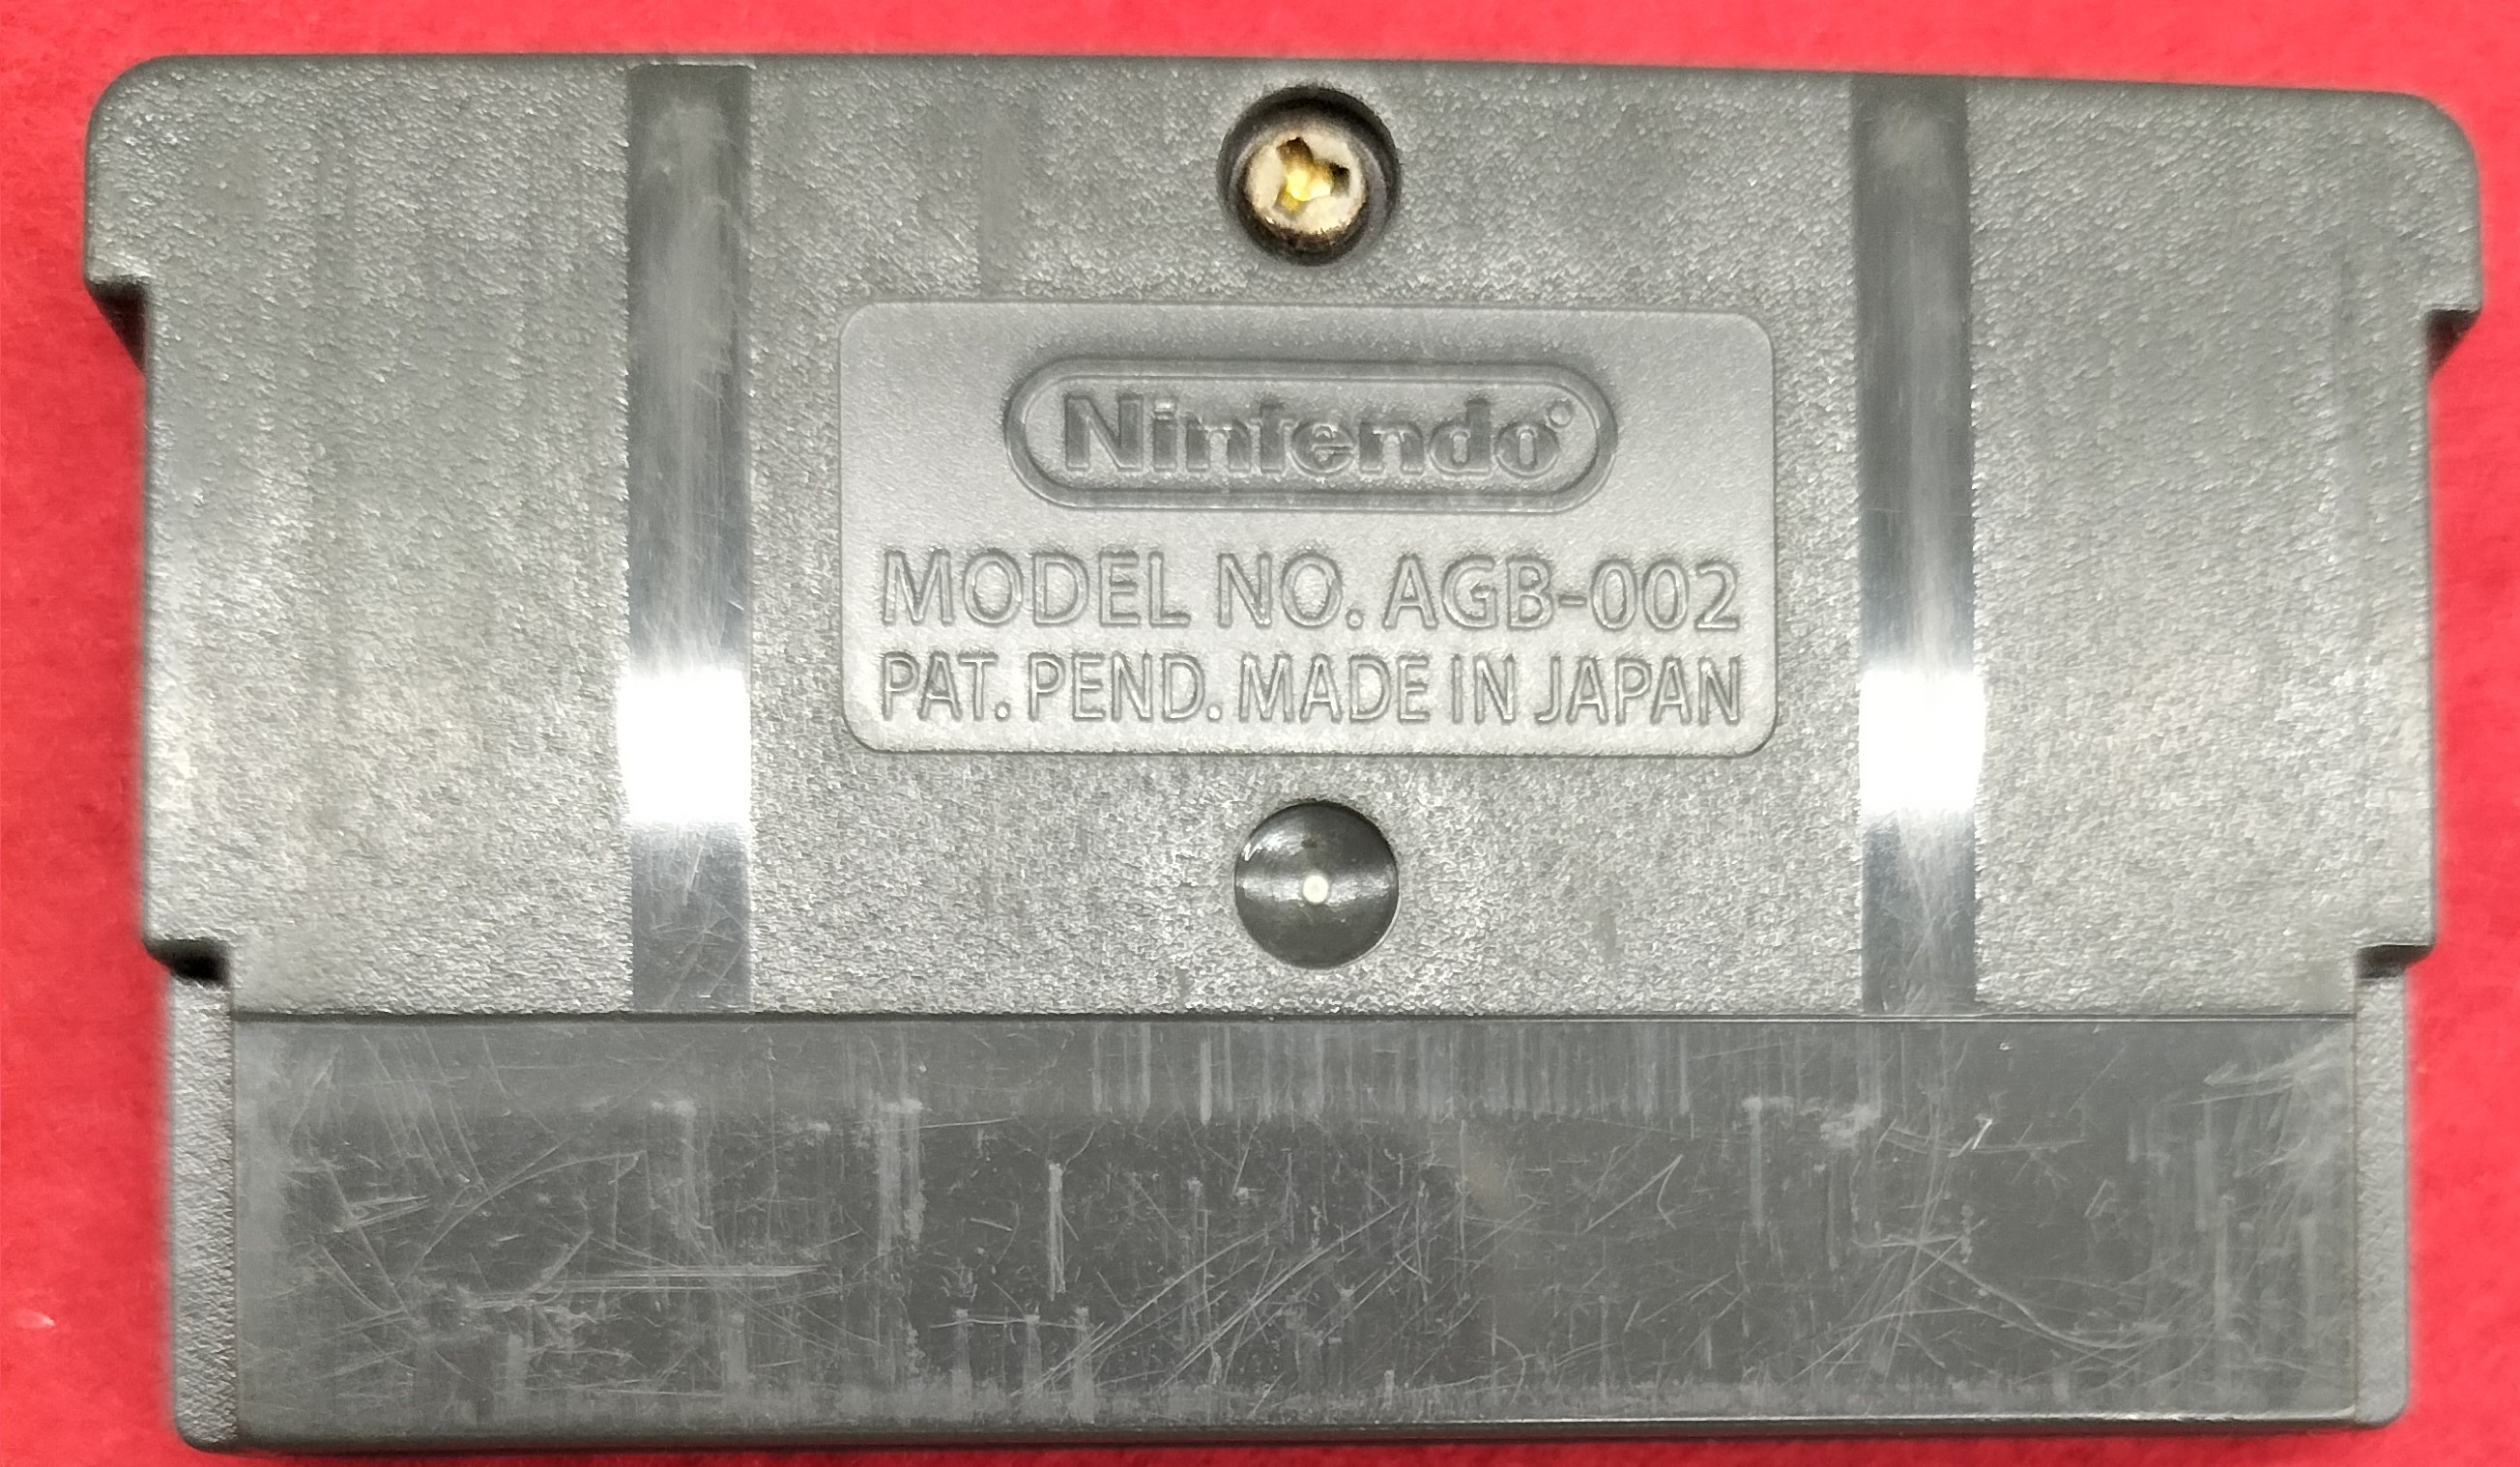 Nintendo®
MODEL NO. AGB-002
PAT. PEND. MADE IN JAPAN